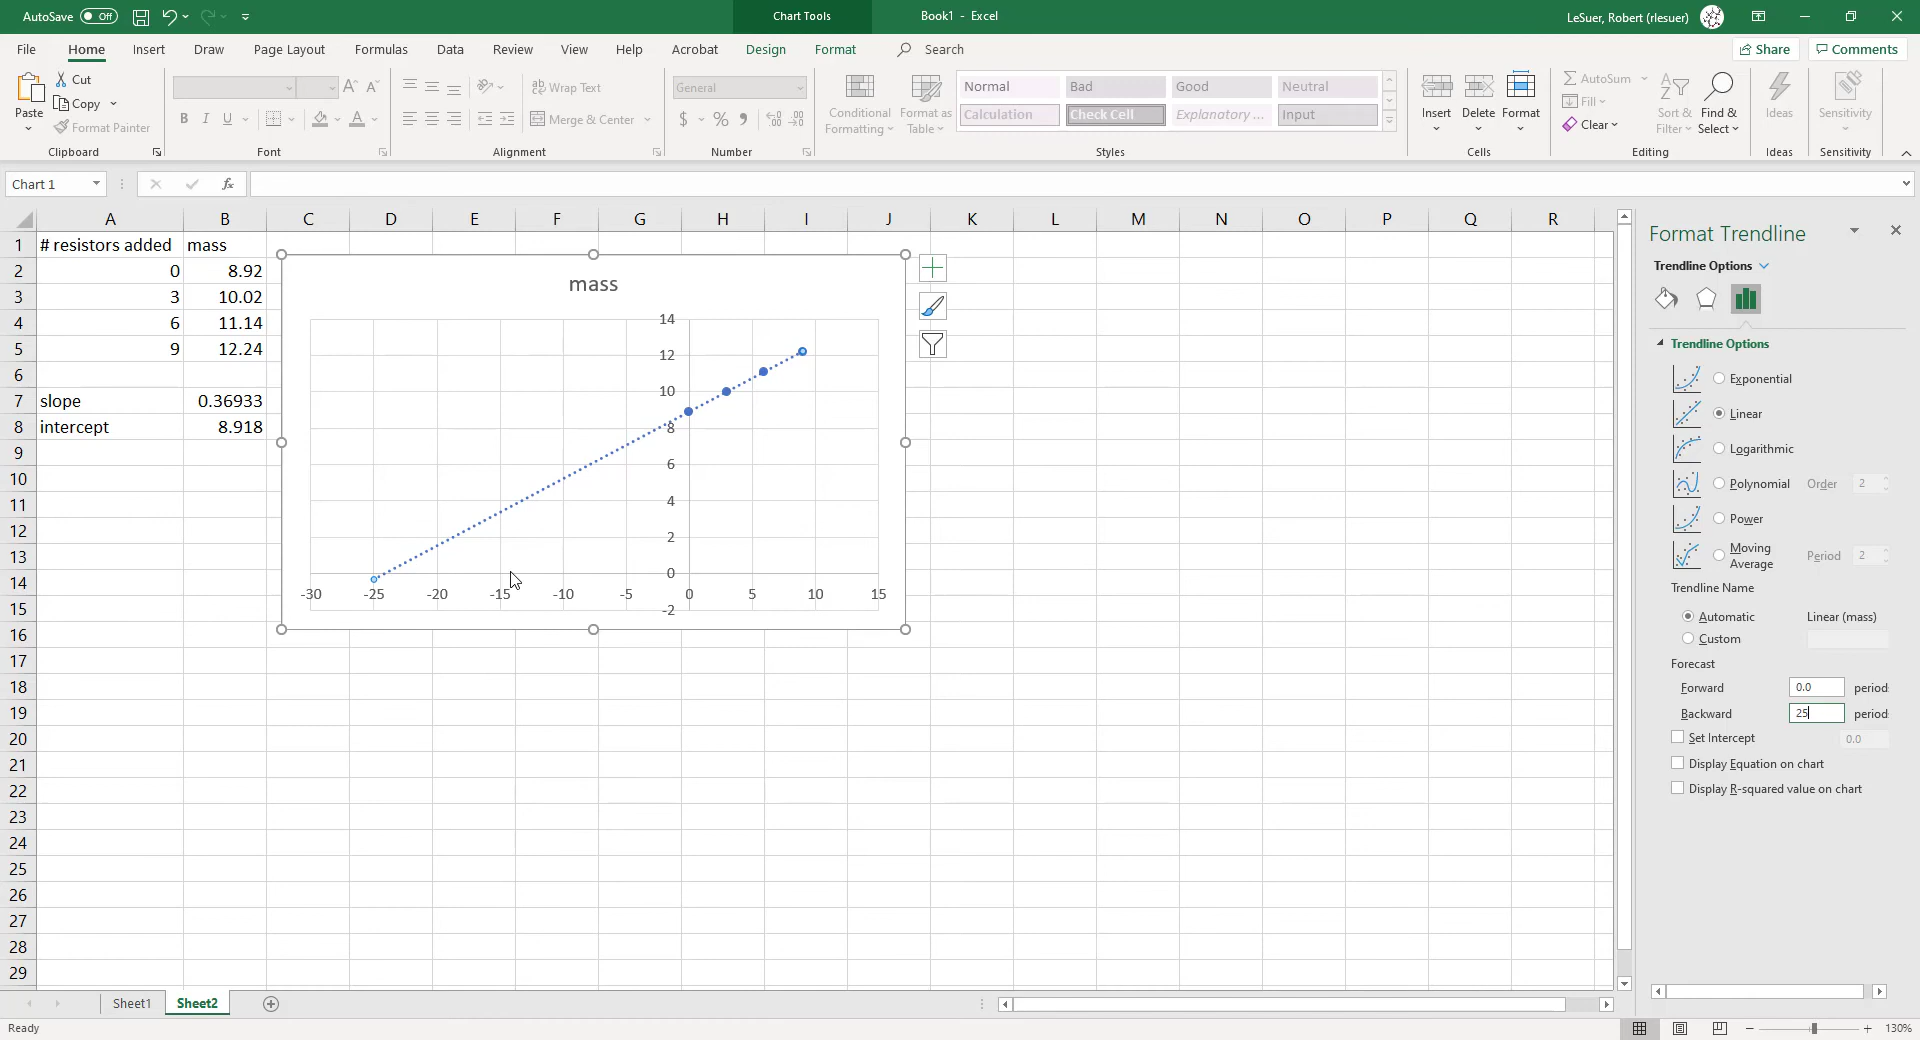 AutoSave Off
Chart Tools
Book1 - Excel
LeSuer, Robert (rlesuer)
File Home Insert Draw Page Layout Formulas Data Review View Help Acrobat Design Format Search Share Comments
Paste
Cut
Copy
Format Painter
Clipboard
B I U A
Font
Wrap Text
Merge & Center
Alignment
General
$ % ,
Number
Conditional Formatting
Format as Table
Normal Bad Good Neutral
Calculation Check Cell Explanatory ... Input
Styles
Insert Delete Format
Cells
AutoSum
Fill
Clear
Sort & Filter
Find & Select
Editing
Ideas
Ideas
Sensitivity
Sensitivity
Chart 1
fx
A B C D E F G H I J K L M N O P Q R
1 # resistors added mass
2 0 8.92
3 3 10.02
4 6 11.14
5 9 12.24
6
7 slope 0.36933
8 intercept 8.918
9
10
11
12
13
14
15
16
17
18
19
20
21
22
23
24
25
26
27
28
29
mass
14
12
10
8
6
4
2
0
-2
-30 -25 -20 -15 -10 -5 0 5 10 15
Format Trendline
Trendline Options
Trendline Options
Exponential
Linear
Logarithmic
Polynomial Order 2
Power
Moving Average Period 2
Trendline Name
Automatic Linear (mass)
Custom
Forecast
Forward 0.0 period
Backward 25 period
Set Intercept 0.0
Display Equation on chart
Display R-squared value on chart
Sheet1 Sheet2
Ready
130%